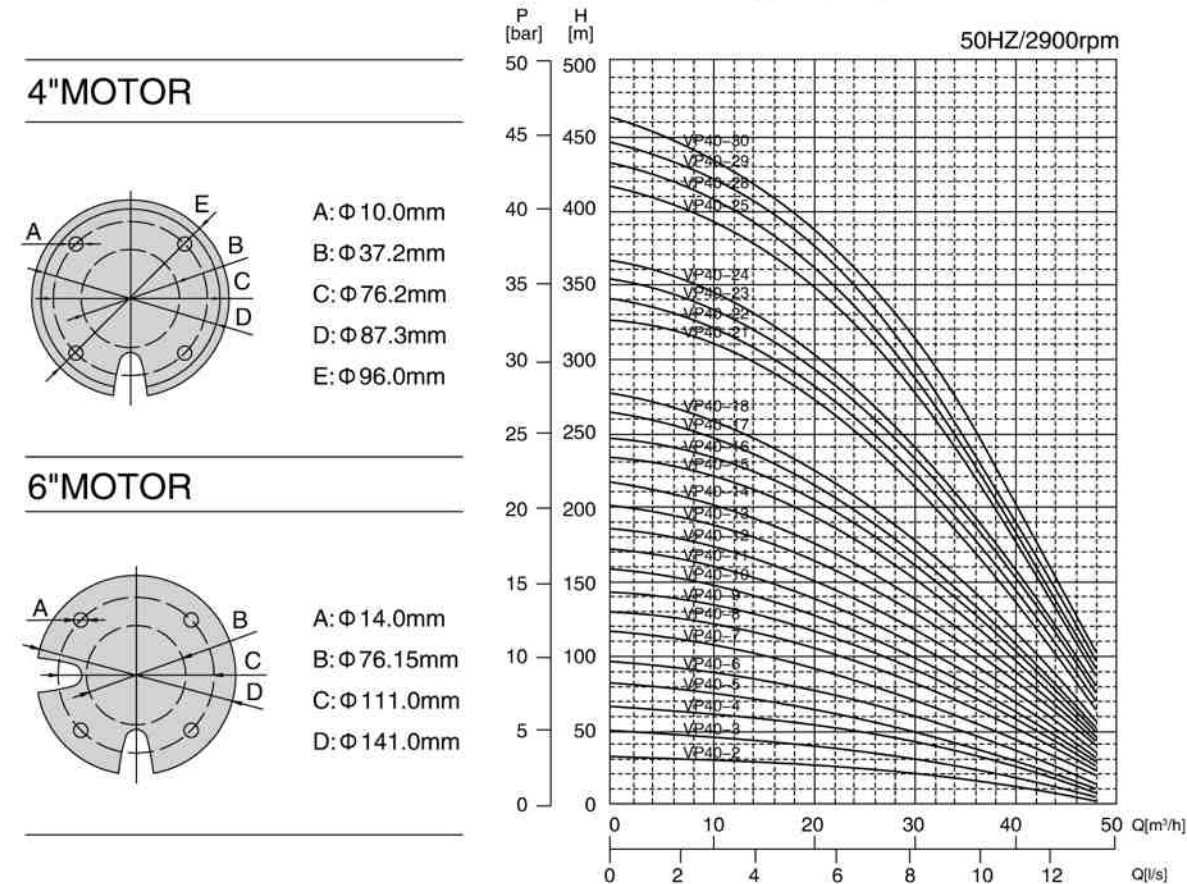 4"MOTOR
A
E
B
C
D
A:Φ10.0mm
B:Φ37.2mm
C:Φ76.2mm
D:Φ87.3mm
E:Φ96.0mm
6"MOTOR
A
B
C
D
A:Φ14.0mm
B:Φ76.15mm
C:Φ111.0mm
D:Φ141.0mm
P
[bar]
H
[m]
50HZ/2900rpm
50
45
40
35
30
25
20
15
10
5
0
500
450
400
350
300
250
200
150
100
50
0
VP40-30
VP40-29
VP40-28
VP40-25
VP40-24
VP40-23
VP40-22
VP40-21
VP40-18
VP40-17
VP40-16
VP40-15
VP40-14
VP40-13
VP40-12
VP40-11
VP40-10
VP40-9
VP40-8
VP40-7
VP40-6
VP40-5
VP40-4
VP40-3
VP40-2
0 10 20 30 40 50 Q[m³/h]
0 2 4 6 8 10 12 Q[l/s]